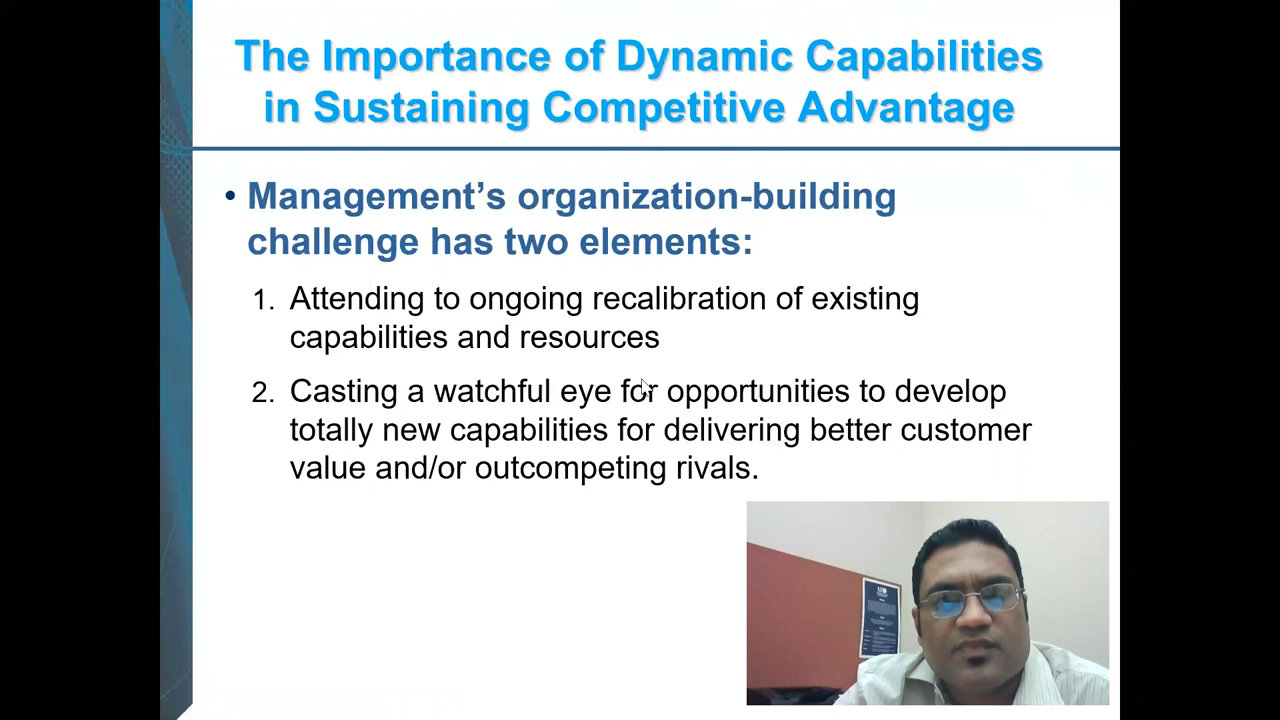 The Importance of Dynamic Capabilities
in Sustaining Competitive Advantage
• Management’s organization-building
challenge has two elements:
1. Attending to ongoing recalibration of existing
capabilities and resources
2. Casting a watchful eye for opportunities to develop
totally new capabilities for delivering better customer
value and/or outcompeting rivals.